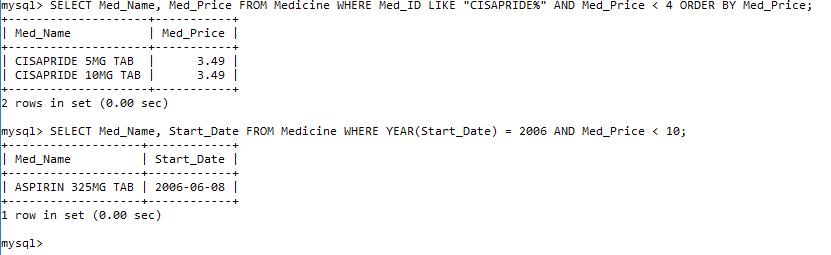 mysql> SELECT Med_Name, Med_Price FROM Medicine WHERE Med_ID LIKE "CISAPRIDE%" AND Med_Price < 4 ORDER BY Med_Price;
+-------------------+-----------+
| Med_Name          | Med_Price |
+-------------------+-----------+
| CISAPRIDE 5MG TAB  |      3.49 |
| CISAPRIDE 10MG TAB |      3.49 |
+-------------------+-----------+
2 rows in set (0.00 sec)
mysql> SELECT Med_Name, Start_Date FROM Medicine WHERE YEAR(Start_Date) = 2006 AND Med_Price < 10;
+-------------------+------------+
| Med_Name          | Start_Date |
+-------------------+------------+
| ASPIRIN 325MG TAB | 2006-06-08 |
+-------------------+------------+
1 row in set (0.00 sec)
mysql>